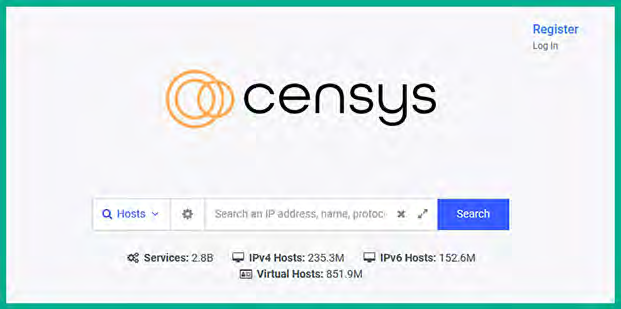 Register
Log In
censys
Hosts
Search an IP address, name, protoc
Search
Services: 2.8B IPv4 Hosts: 235.3M IPv6 Hosts: 152.6M
Virtual Hosts: 851.9M